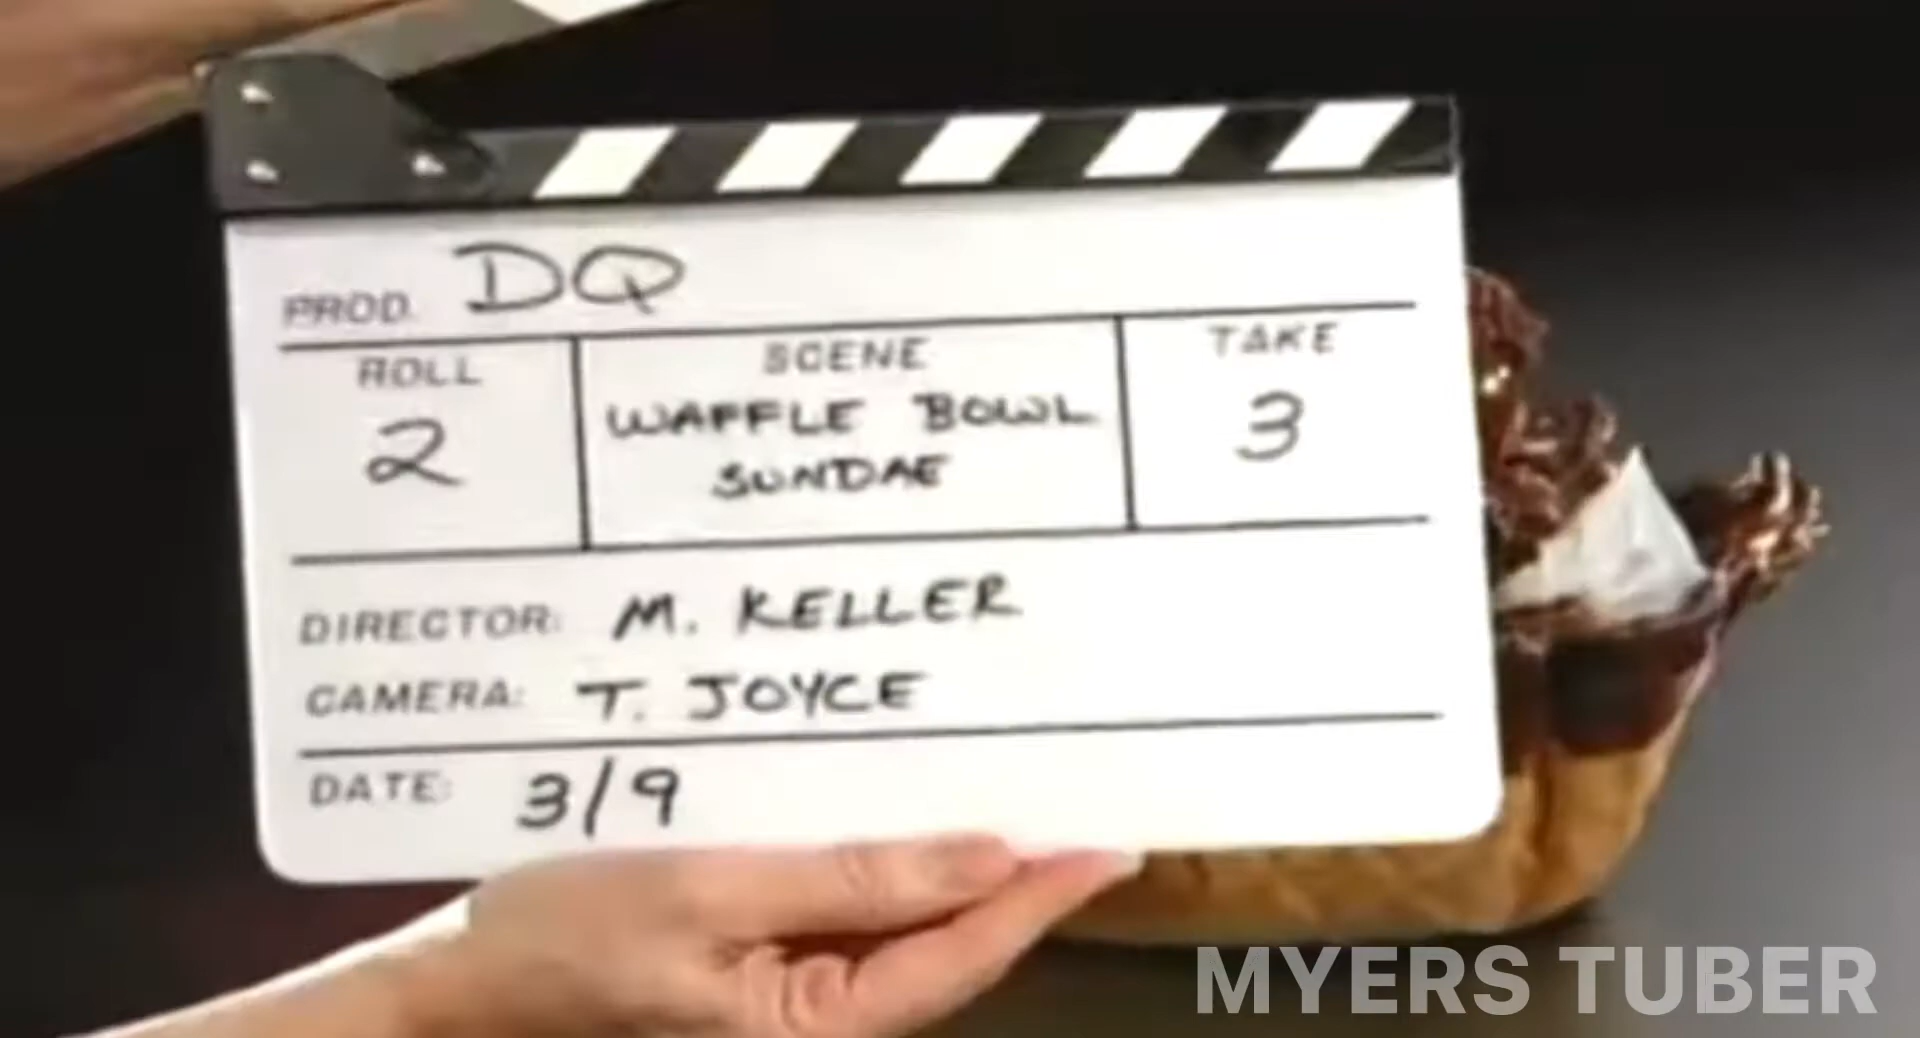 PROD. DQ
ROLL
2
SCENE
WAFFLE BOWL
SUNDAE
TAKE
3
DIRECTOR: M. KELLER
CAMERA: T. JOYCE
DATE: 3/9
MYERS TUBER